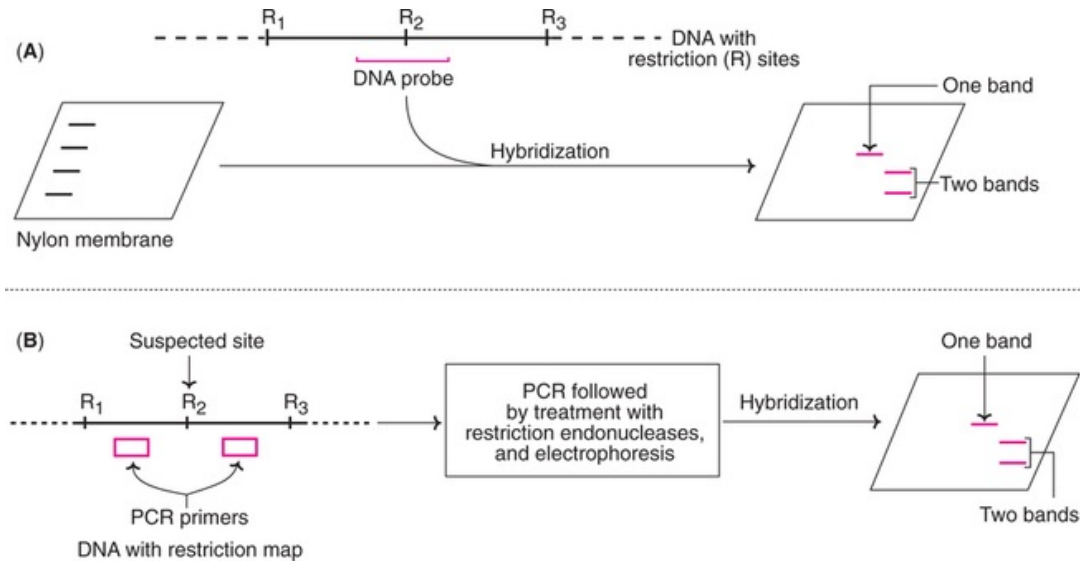 (A)
R1 R2 R3
DNA with
restriction (R) sites
DNA probe
One band
Hybridization
Two bands
Nylon membrane
(B)
Suspected site
R1 R2 R3
PCR followed
by treatment with
restriction endonucleases,
and electrophoresis
Hybridization
One band
PCR primers
Two bands
DNA with restriction map